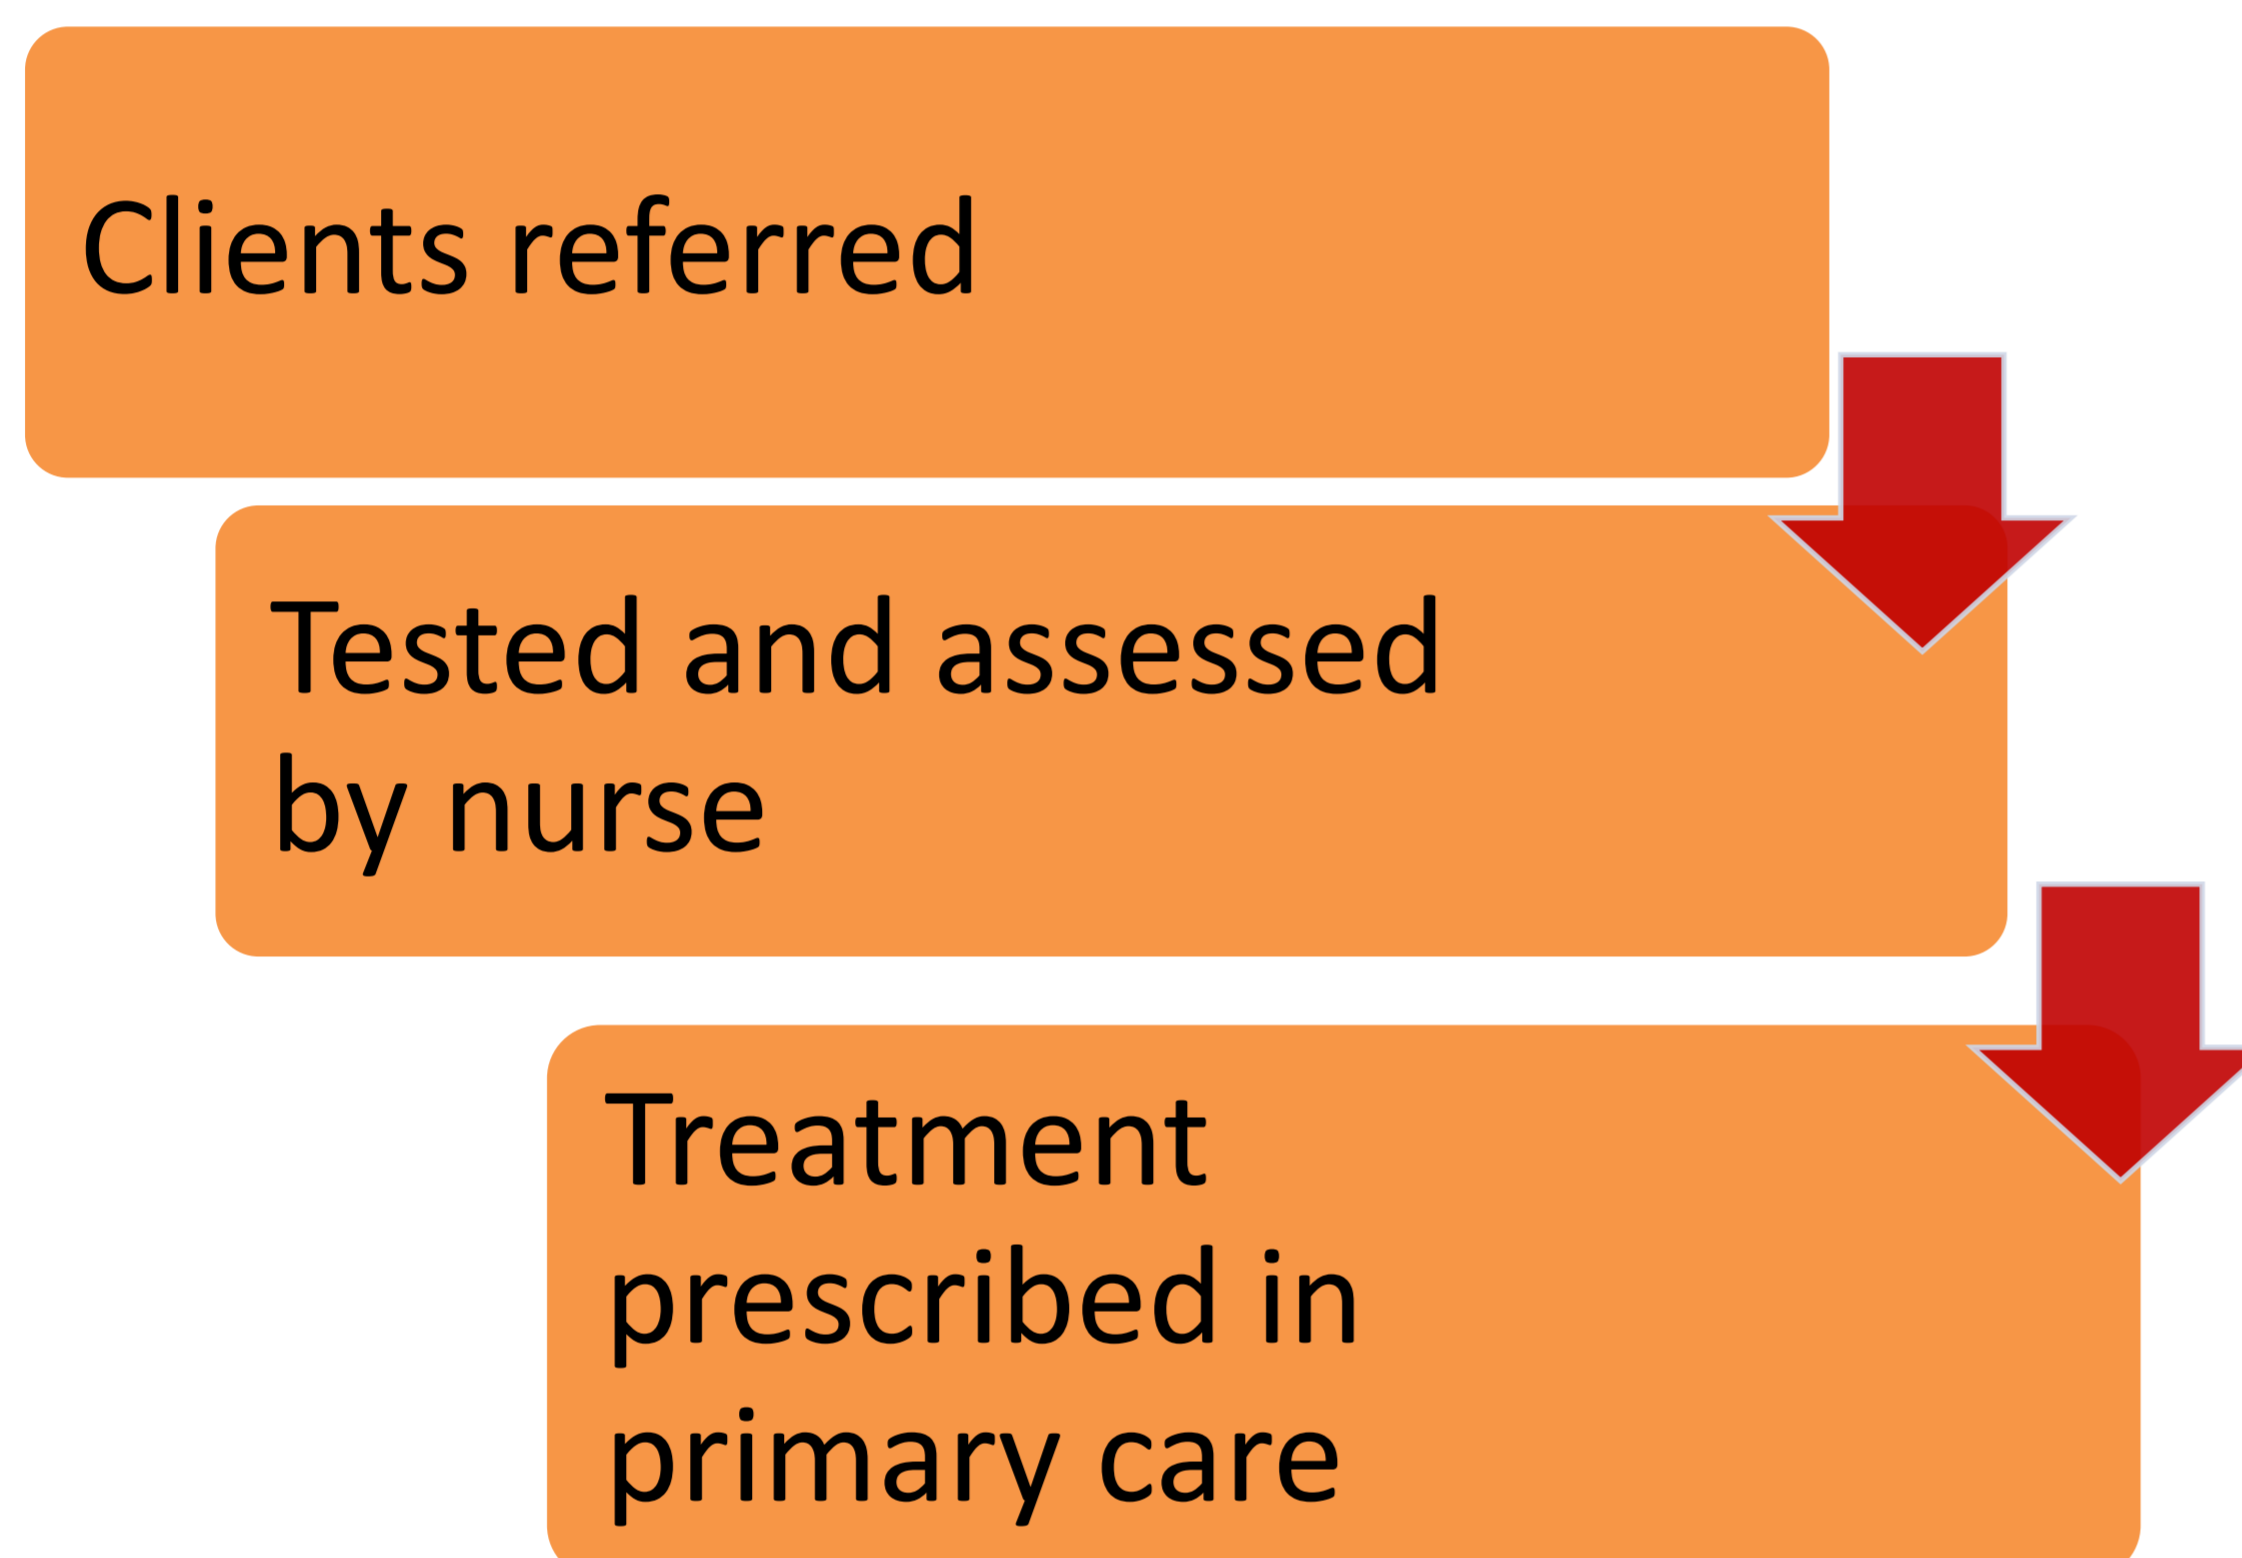 Clients referred
Tested and assessed
by nurse
Treatment
prescribed in
primary care